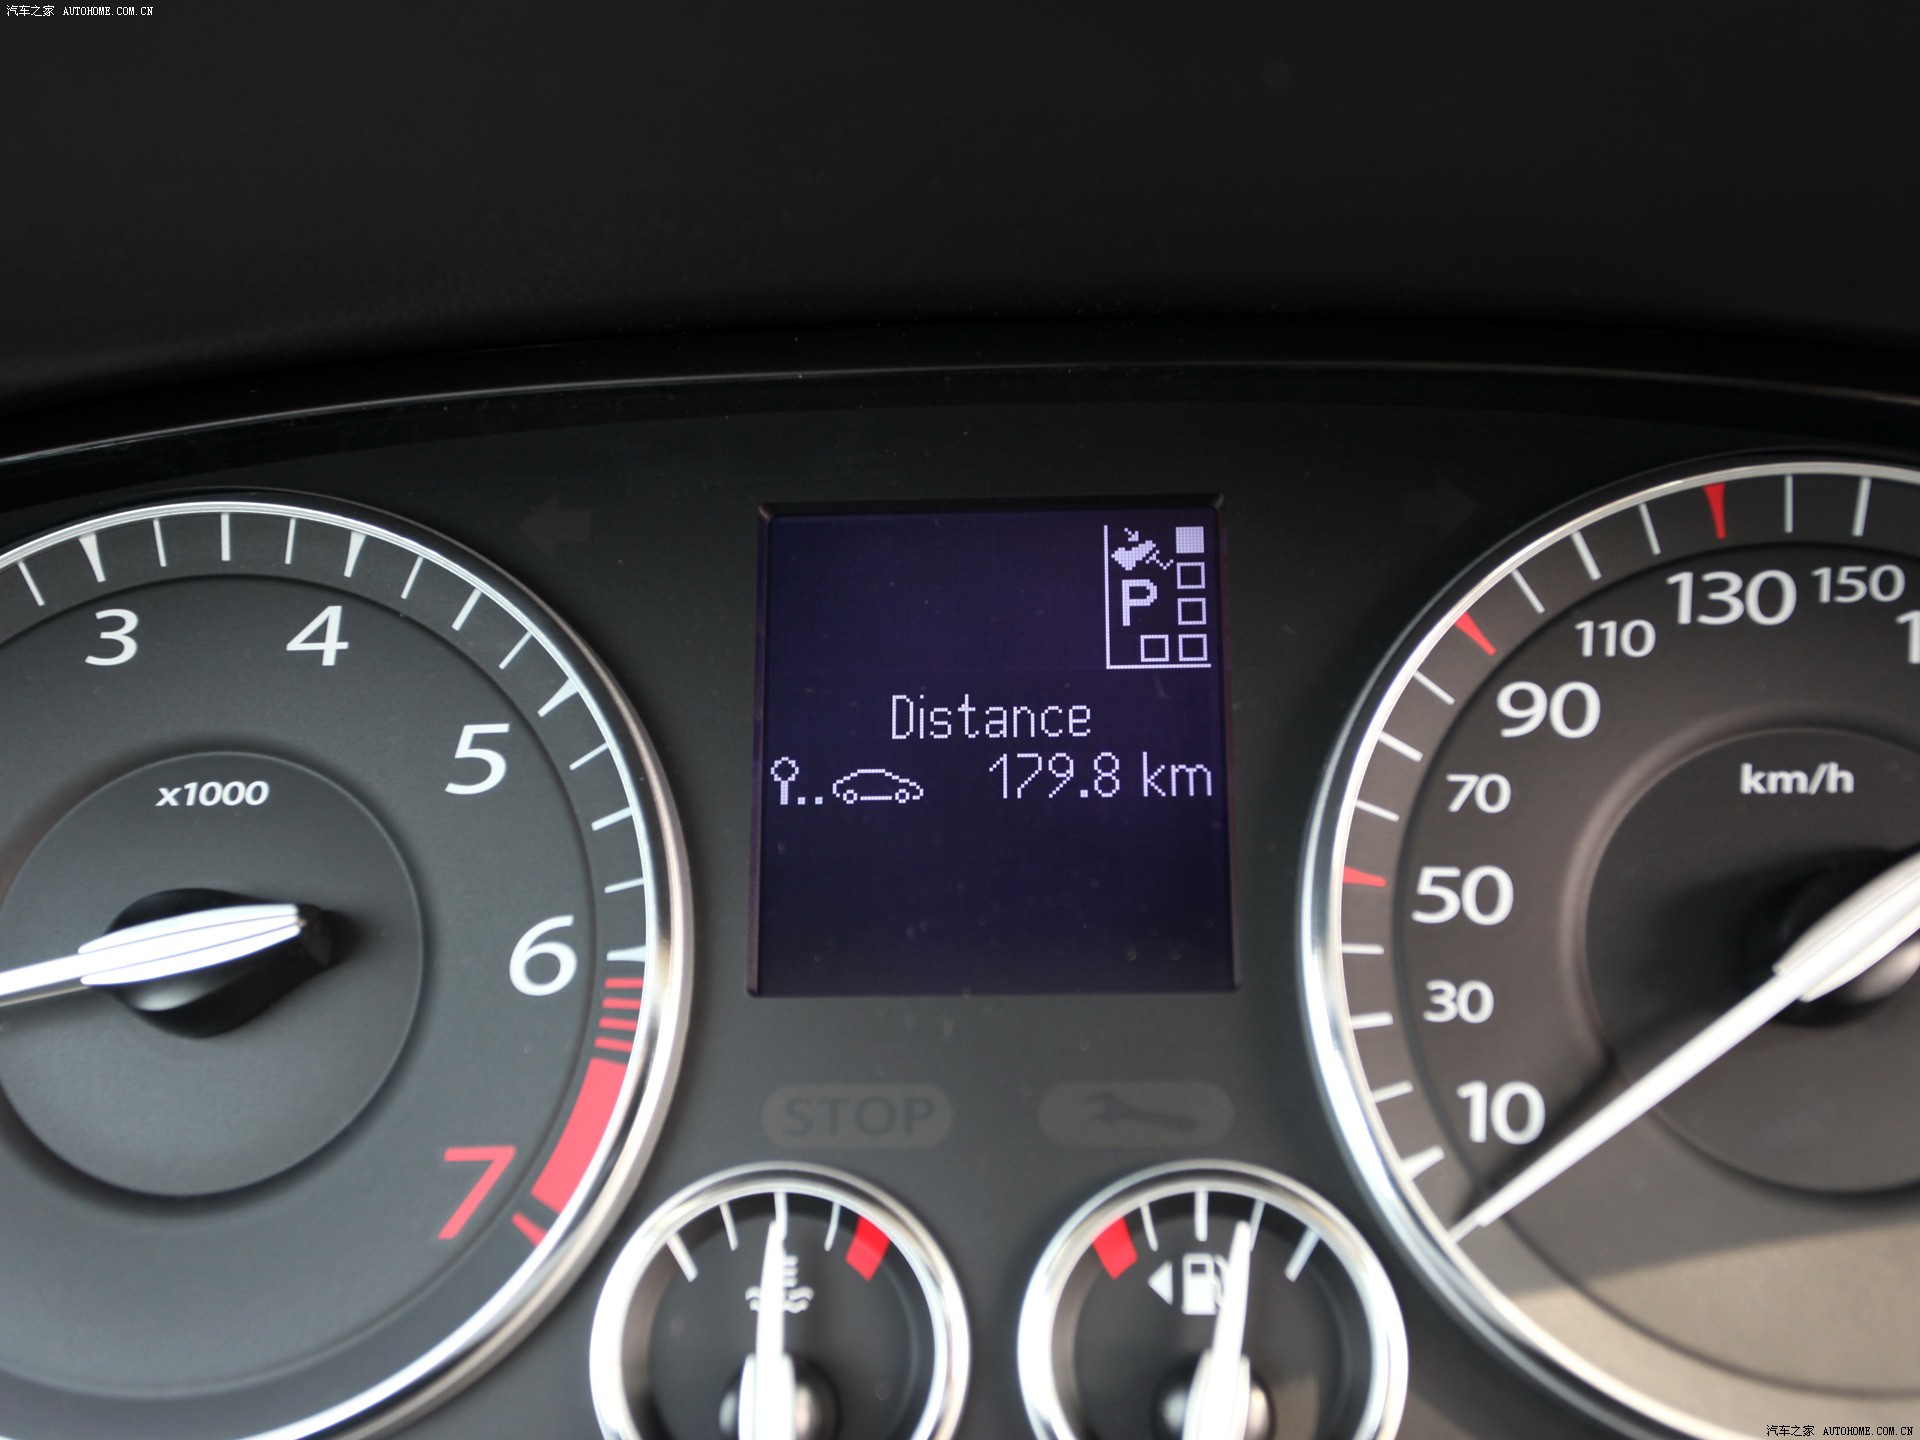 汽车之家 AUTOHOME.COM.CN
3
4
5
6
7
x1000
P
Distance
179.8 km
STOP
10
30
50
70
90
110
130
150
km/h
汽车之家 AUTOHOME.COM.CN